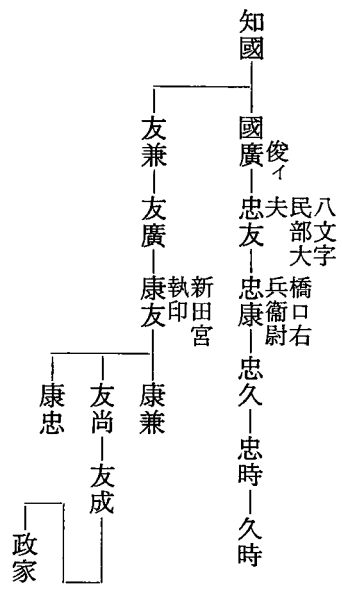 知國
國廣
俊イ
忠友
八文字
民部大
夫
忠康
橋口右
兵衞尉
忠久
忠時
久時
友兼
友廣
康友
新田宮
執印
康兼
友尚
友成
政家
康忠